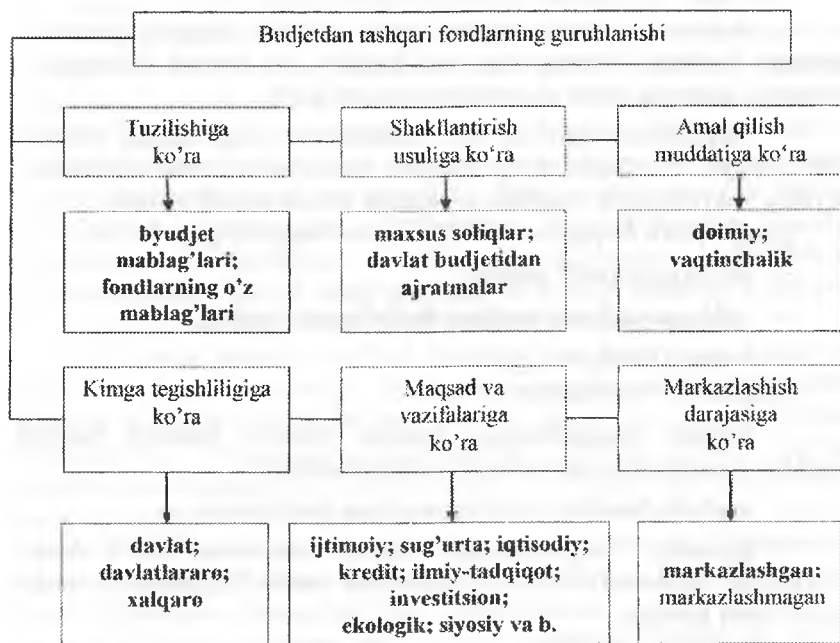 Budjetdan tashqari fondlarning guruhlanishi
Tuzilishiga
ko'ra
Shakllantirish
usuliga ko'ra
Amal qilish
muddatiga ko'ra
byudjet
mablag'lari;
fondlarning o'z
mablag'lari
maxsus soliqlar;
davlat budjetidan
ajratmalar
doimiy;
vaqtinchalik
Kimga tegishliligiga
ko'ra
Maqsad va
vazifalariga
ko'ra
Markazlashish
darajasiga
ko'ra
davlat;
davlatlararo;
xalqaro
ijtimoiy; sug'urta; iqtisodiy;
kredit; ilmiy-tadqiqot;
investitsion;
ekologik; siyosiy va b.
markazlashgan;
markazlashmagan